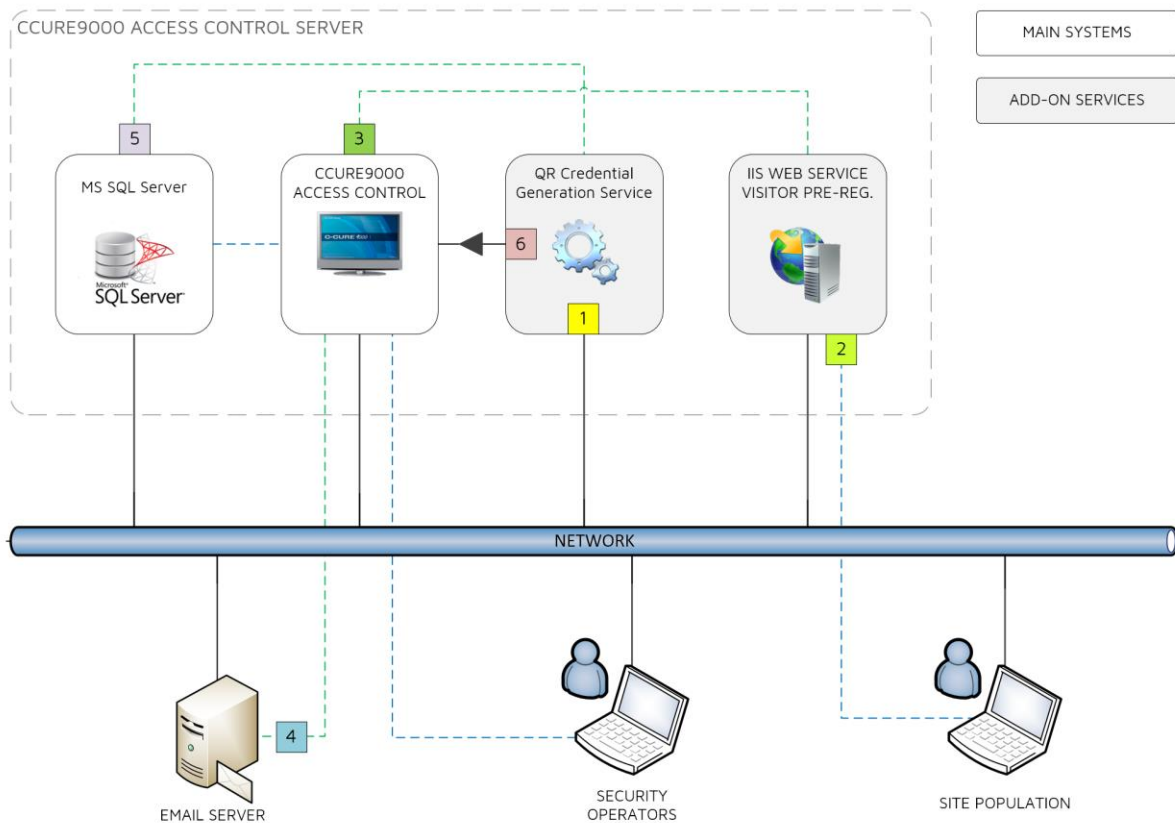 CCURE9000 ACCESS CONTROL SERVER
MAIN SYSTEMS
ADD-ON SERVICES
5
3
MS SQL Server
CCURE9000
ACCESS CONTROL
QR Credential
Generation Service
IIS WEB SERVICE
VISITOR PRE-REG.
6
Microsoft®
SQL Server
1
2
NETWORK
4
EMAIL SERVER
SECURITY
OPERATORS
SITE POPULATION